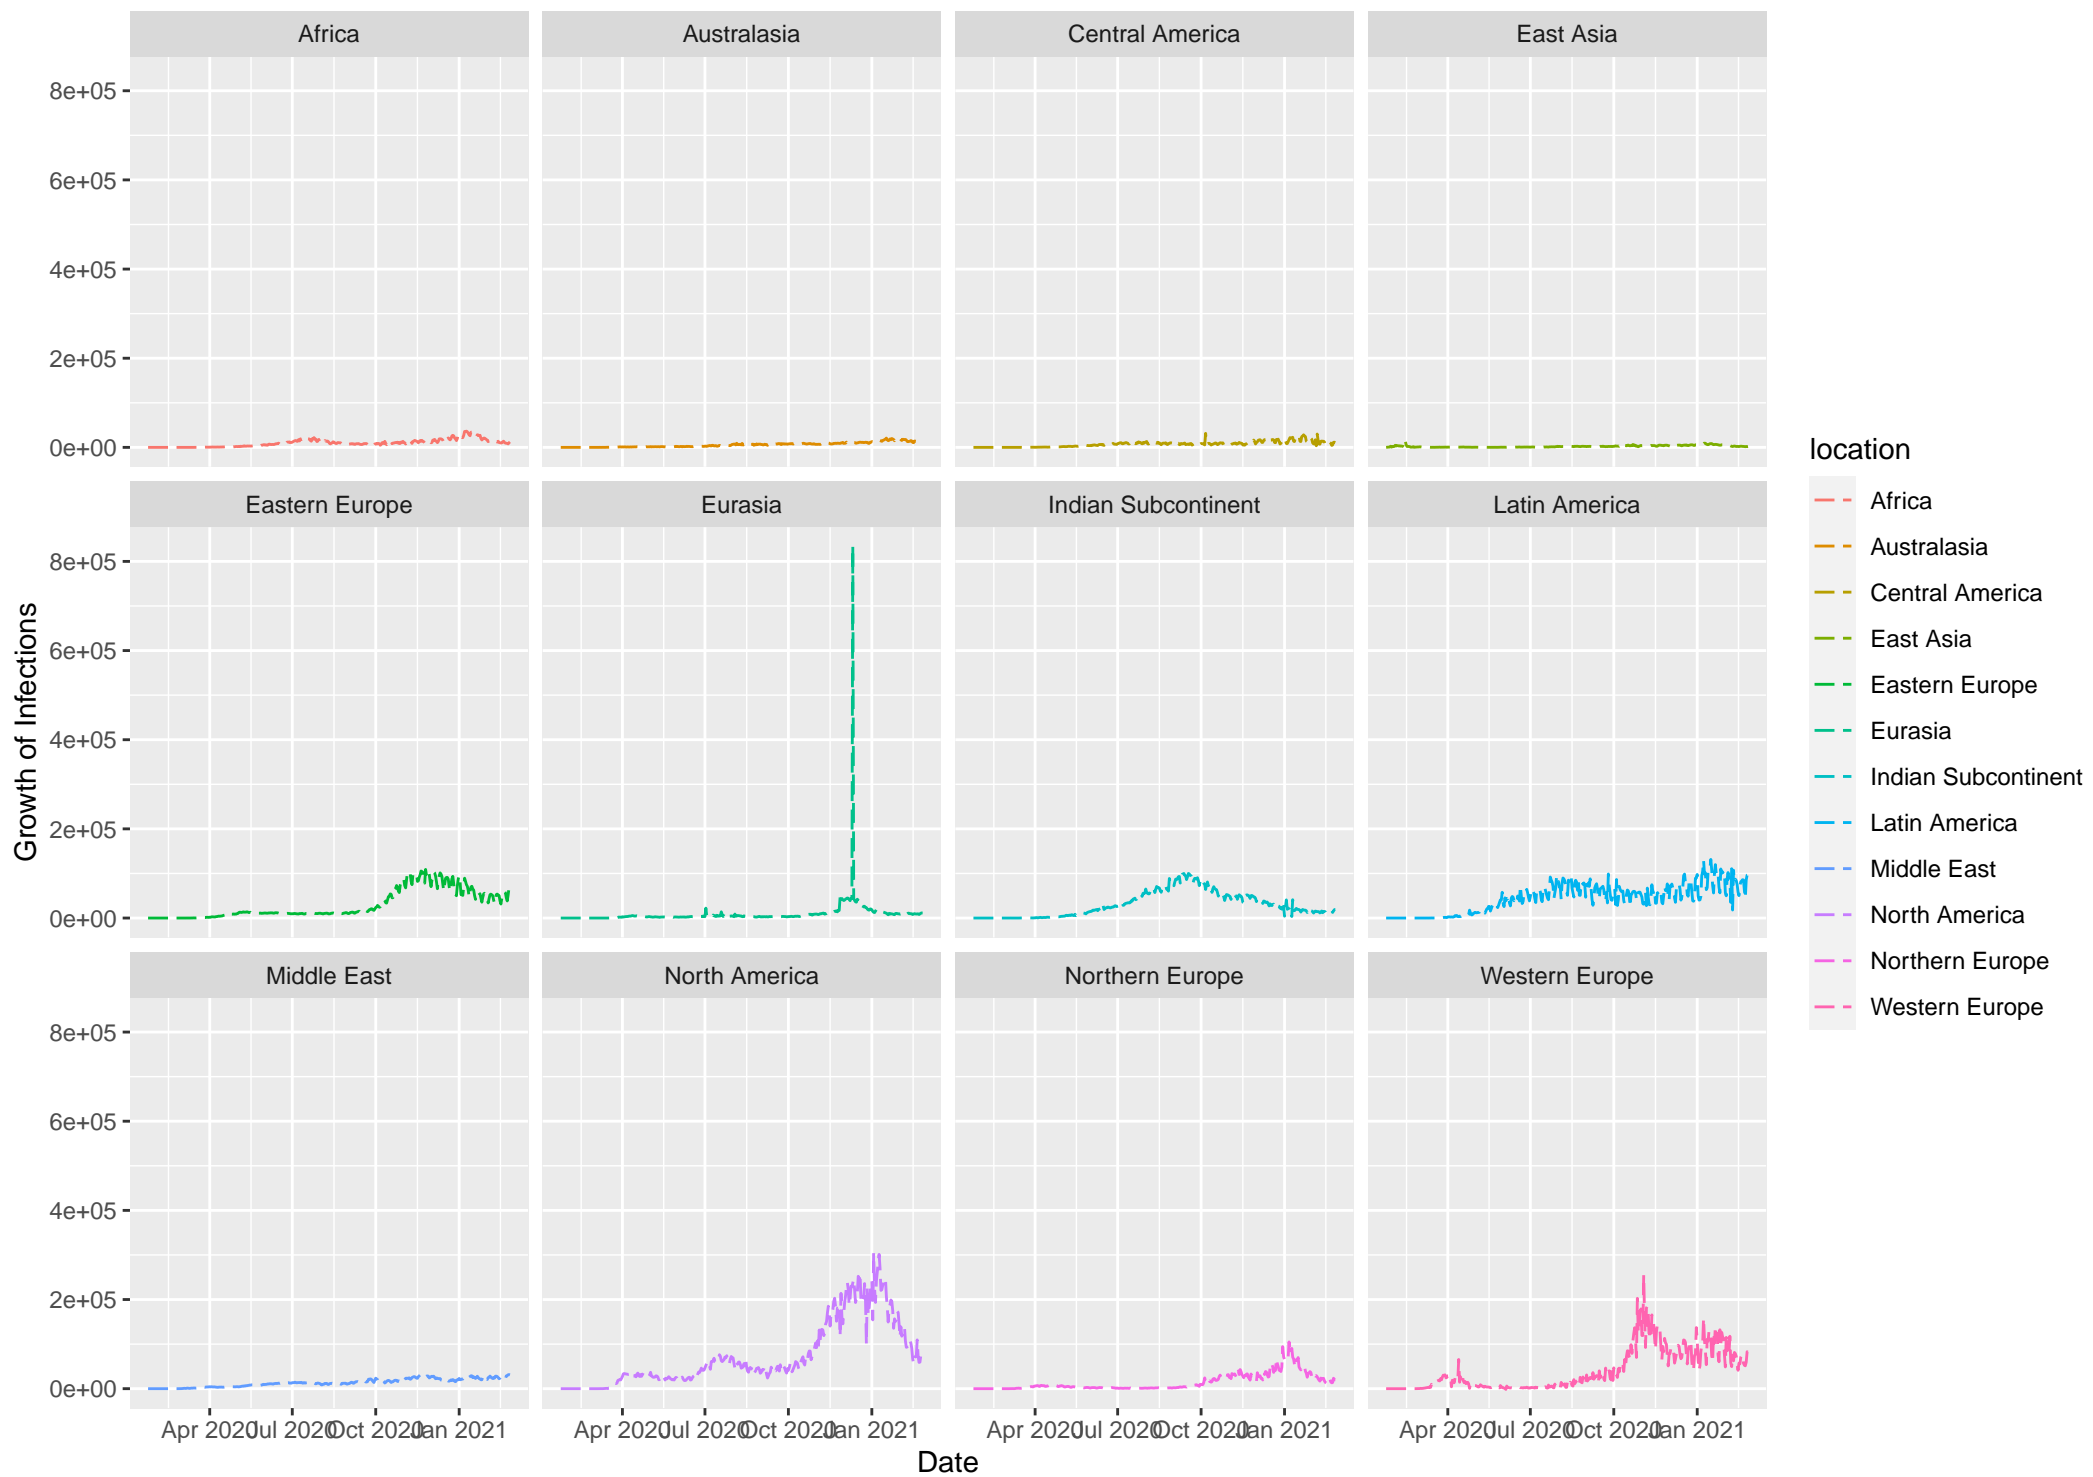 Africa Australasia Central America East Asia
8e+05
6e+05
4e+05
2e+05
0e+00
Eastern Europe Eurasia Indian Subcontinent Latin America
8e+05
6e+05
4e+05
2e+05
0e+00
Middle East North America Northern Europe Western Europe
8e+05
6e+05
4e+05
2e+05
0e+00
Apr 2020 Jul 2020 Oct 2020 Jan 2021 Apr 2020 Jul 2020 Oct 2020 Jan 2021 Apr 2020 Jul 2020 Oct 2020 Jan 2021 Apr 2020 Jul 2020 Oct 2020 Jan 2021
Date
Growth of Infections
location
Africa
Australasia
Central America
East Asia
Eastern Europe
Eurasia
Indian Subcontinent
Latin America
Middle East
North America
Northern Europe
Western Europe